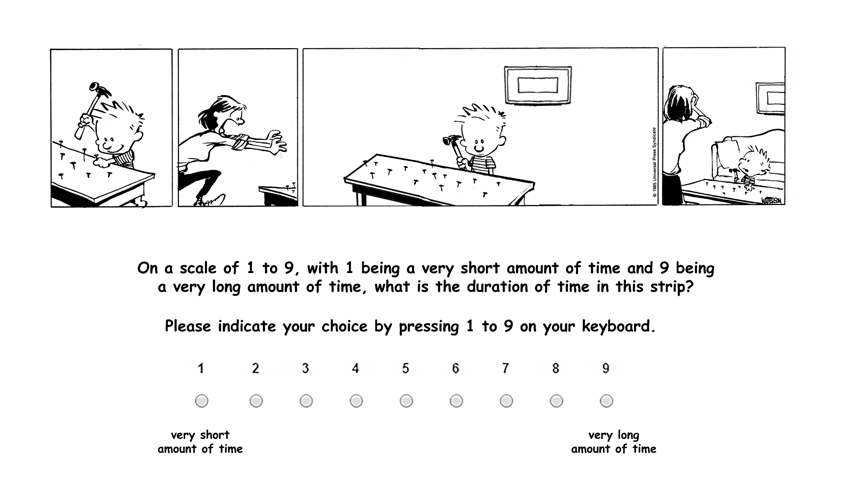 © 1985 Universal Press Syndicate
WATTERSON
On a scale of 1 to 9, with 1 being a very short amount of time and 9 being
a very long amount of time, what is the duration of time in this strip?
Please indicate your choice by pressing 1 to 9 on your keyboard.
1 2 3 4 5 6 7 8 9
very short
amount of time
very long
amount of time